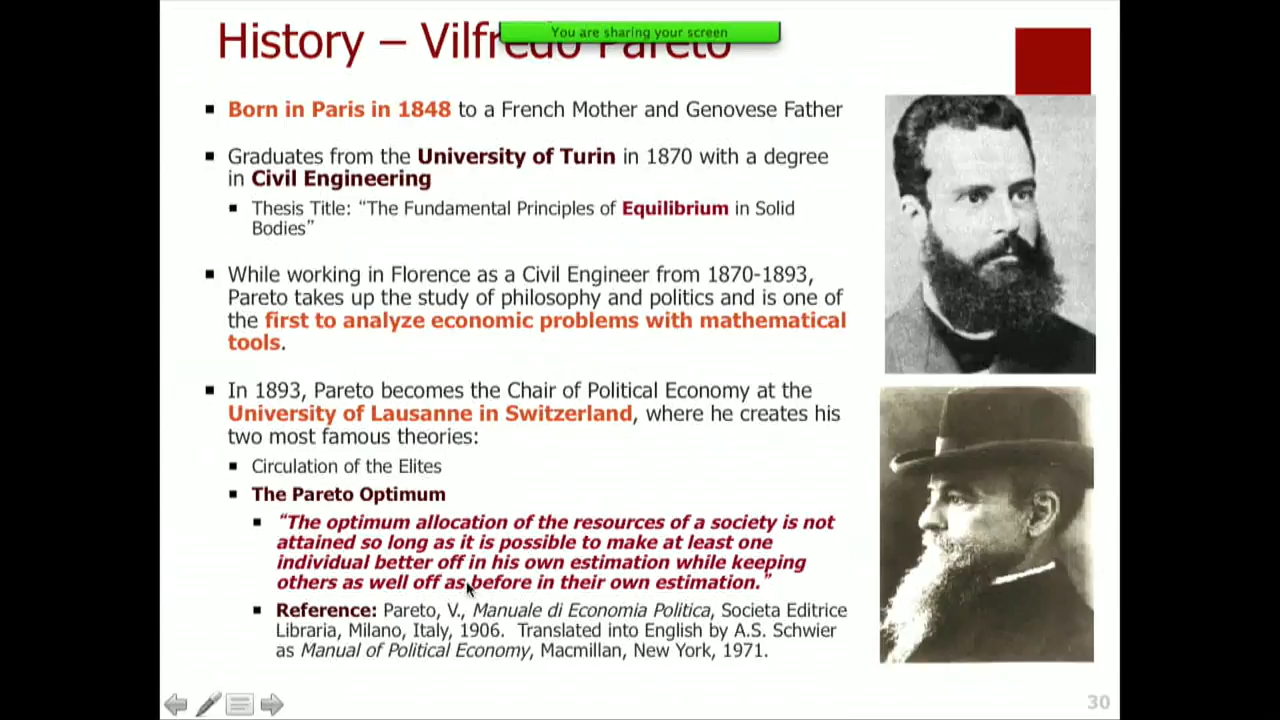 History – Vilfredo Pareto
You are sharing your screen
Born in Paris in 1848 to a French Mother and Genovese Father
Graduates from the University of Turin in 1870 with a degree
in Civil Engineering
Thesis Title: “The Fundamental Principles of Equilibrium in Solid
Bodies”
While working in Florence as a Civil Engineer from 1870-1893,
Pareto takes up the study of philosophy and politics and is one of
the first to analyze economic problems with mathematical
tools.
In 1893, Pareto becomes the Chair of Political Economy at the
University of Lausanne in Switzerland, where he creates his
two most famous theories:
Circulation of the Elites
The Pareto Optimum
“The optimum allocation of the resources of a society is not
attained so long as it is possible to make at least one
individual better off in his own estimation while keeping
others as well off as before in their own estimation.”
Reference: Pareto, V., Manuale di Economia Politica, Societa Editrice
Libraria, Milano, Italy, 1906. Translated into English by A.S. Schwier
as Manual of Political Economy, Macmillan, New York, 1971.
30